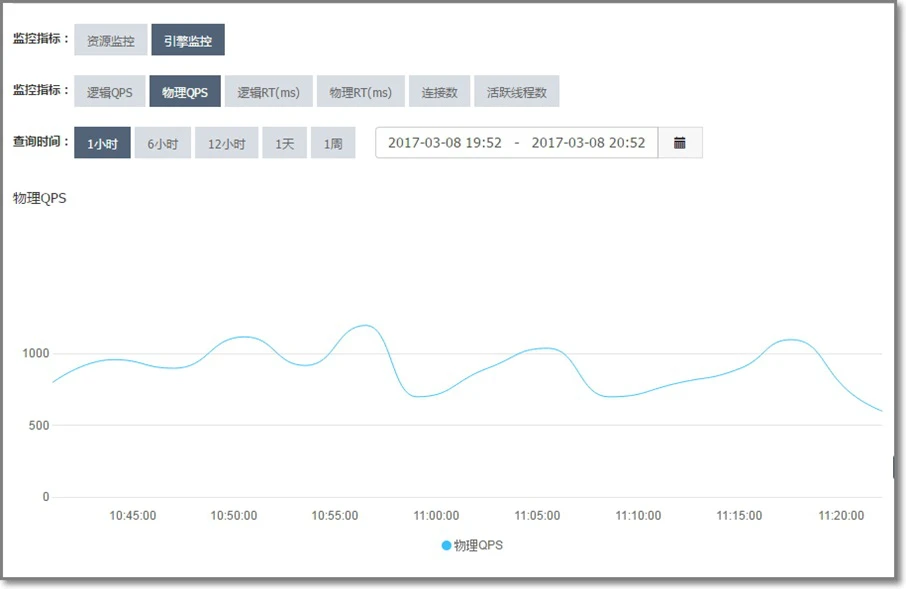 监控指标： 资源监控 引擎监控
监控指标： 逻辑QPS 物理QPS 逻辑RT(ms) 物理RT(ms) 连接数 活跃线程数
查询时间： 1小时 6小时 12小时 1天 1周 2017-03-08 19:52 - 2017-03-08 20:52
物理QPS
1000
500
0
10:45:00 10:50:00 10:55:00 11:00:00 11:05:00 11:10:00 11:15:00 11:20:00
物理QPS